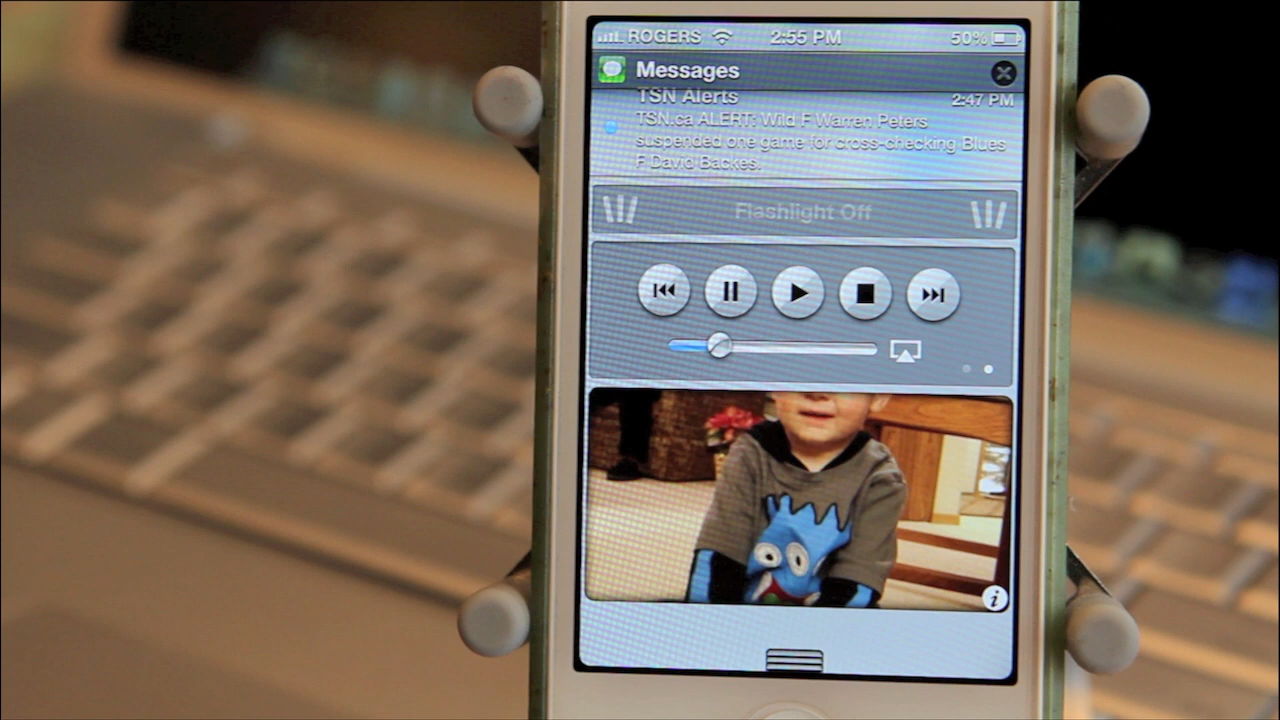 ROGERS 2:55 PM 50%
Messages
TSN Alerts 2:47 PM
TSN.ca ALERT: Wild F Warren Peters
suspended one game for cross-checking Blues
F David Backes.
Flashlight Off
i